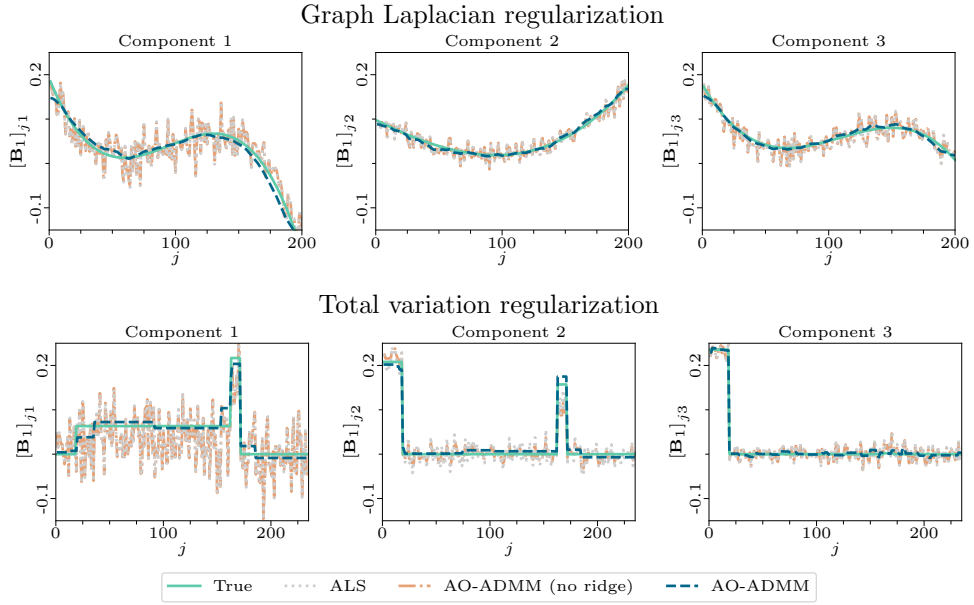 Graph Laplacian regularization
Component 1
Component 2
Component 3
0.2
-0.1
[B₁]ⱼ₁
0
100
200
j
0.2
-0.1
[B₁]ⱼ₂
0
100
200
j
0.2
-0.1
[B₁]ⱼ₃
0
100
200
j
Total variation regularization
Component 1
Component 2
Component 3
0.2
-0.1
[B₁]ⱼ₁
0
100
200
j
0.2
-0.1
[B₁]ⱼ₂
0
100
200
j
0.2
-0.1
[B₁]ⱼ₃
0
100
200
j
True
ALS
AO-ADMM (no ridge)
AO-ADMM